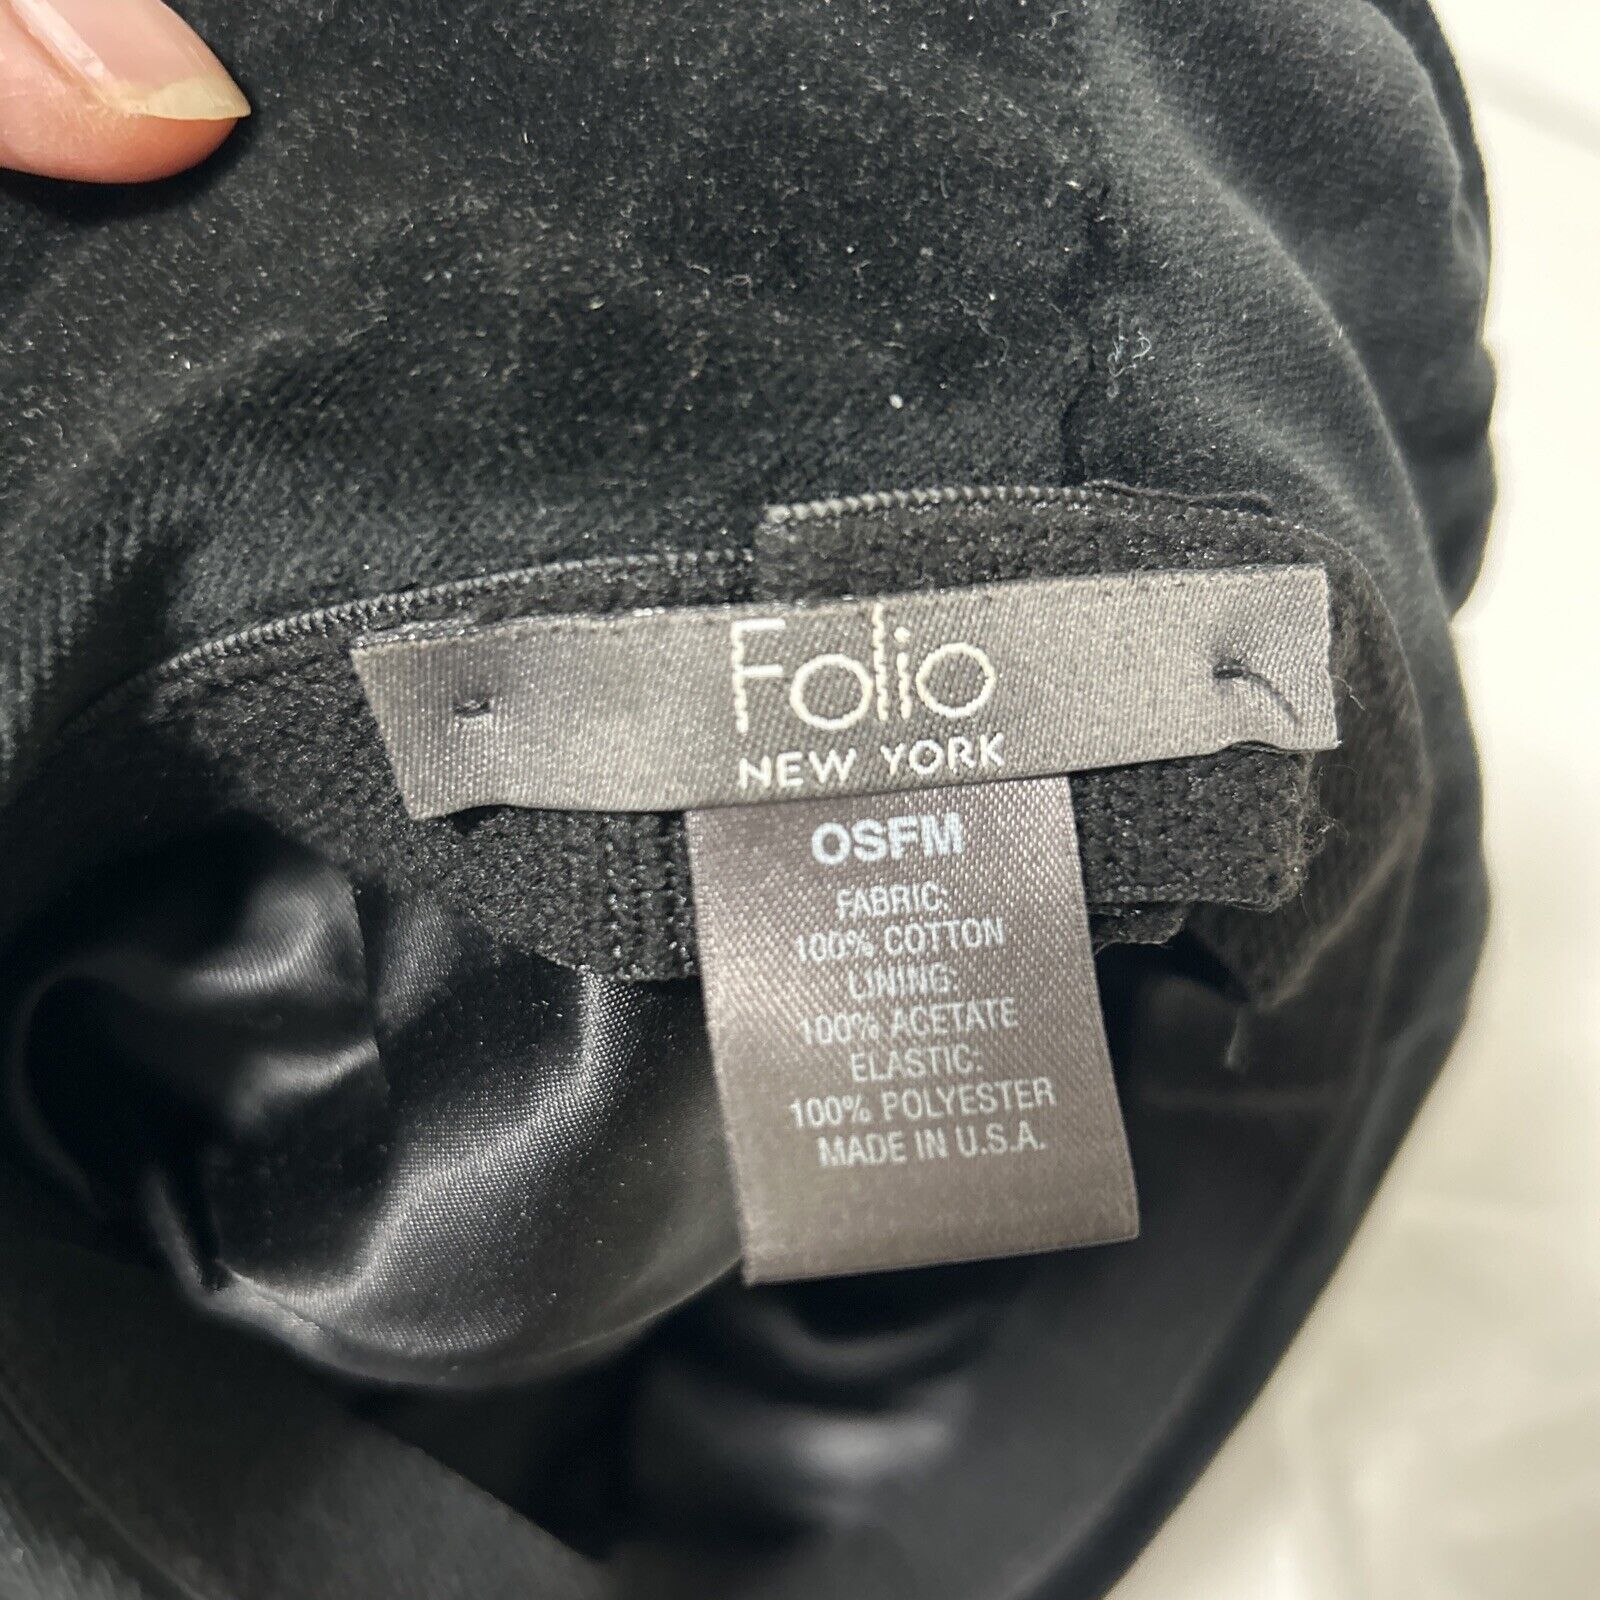 Folio
NEW YORK
OSFM
FABRIC:
100% COTTON
LINING:
100% ACETATE
ELASTIC:
100% POLYESTER
MADE IN U.S.A.